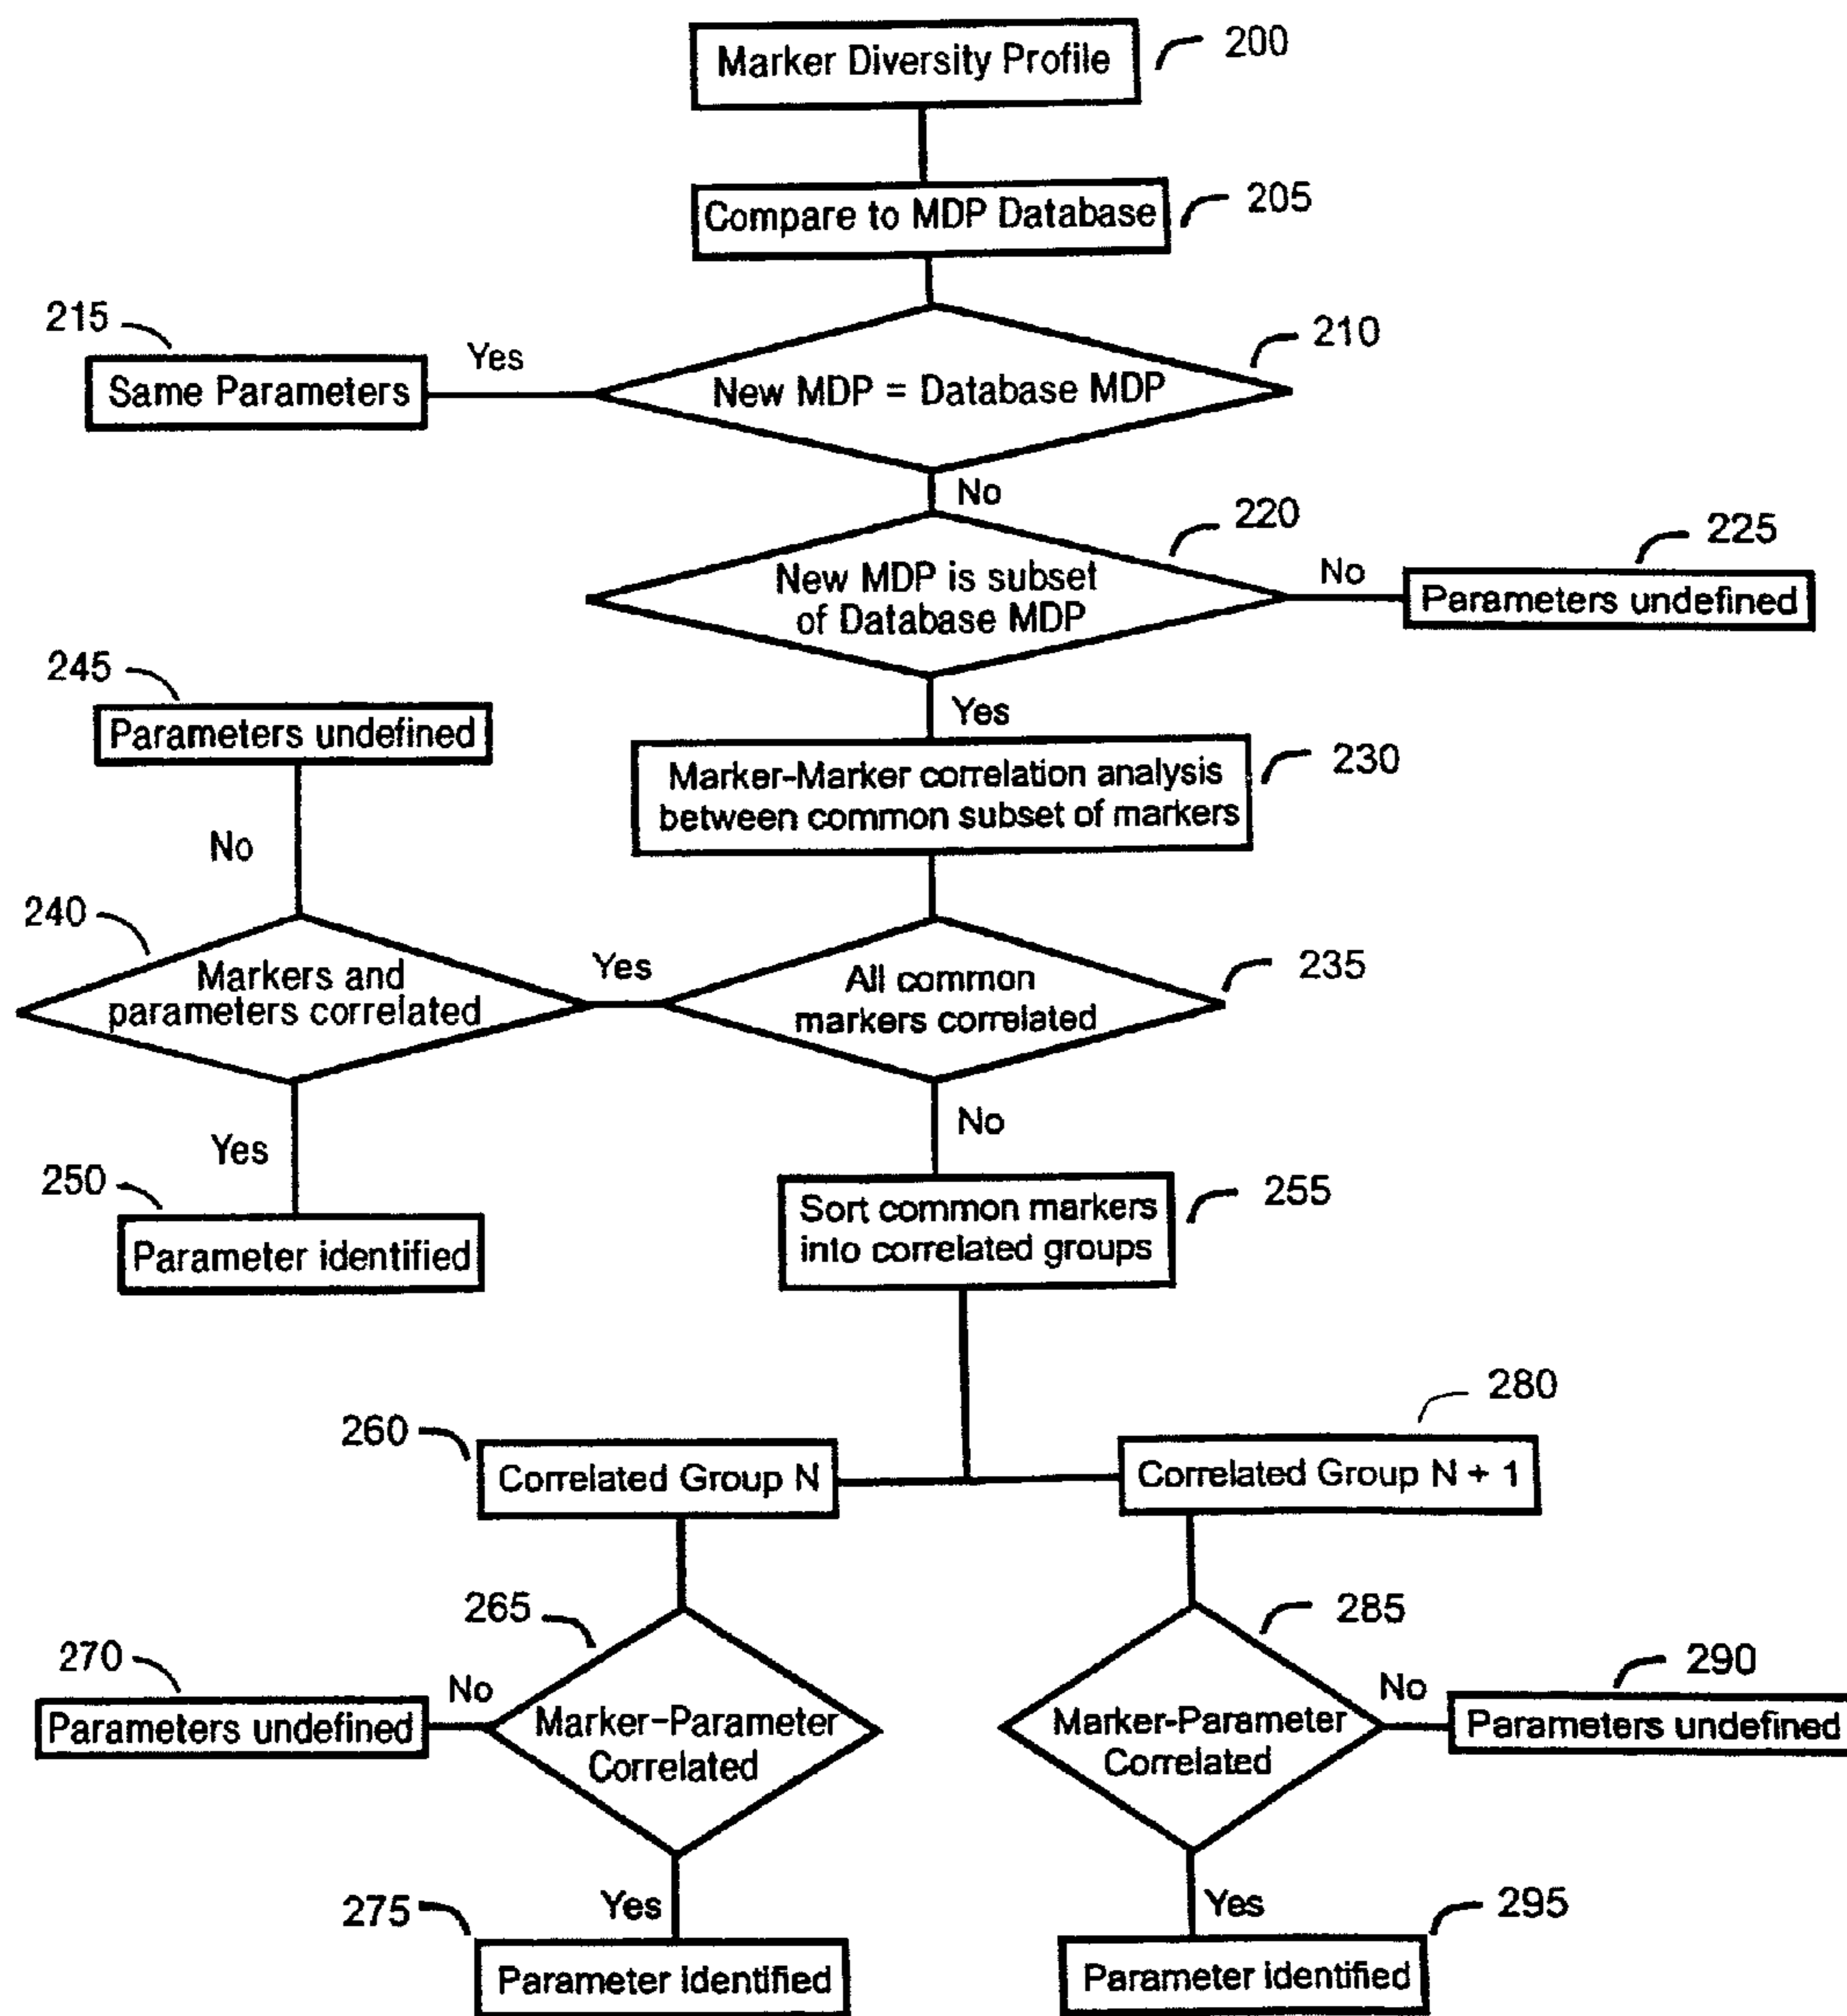 Marker Diversity Profile
200
Compare to MDP Database
205
215
Same Parameters
Yes
New MDP = Database MDP
210
No
New MDP is subset
of Database MDP
220
No
225
Parameters undefined
245
Parameters undefined
Yes
Marker-Marker correlation analysis
between common subset of markers
230
No
240
Markers and
parameters correlated
Yes
All common
markers correlated
235
Yes
No
250
Parameter identified
Sort common markers
into correlated groups
255
260
Correlated Group N
280
Correlated Group N + 1
265
Marker-Parameter
Correlated
285
Marker-Parameter
Correlated
270
Parameters undefined
No
No
290
Parameters undefined
Yes
275
Parameter identified
Yes
295
Parameter identified